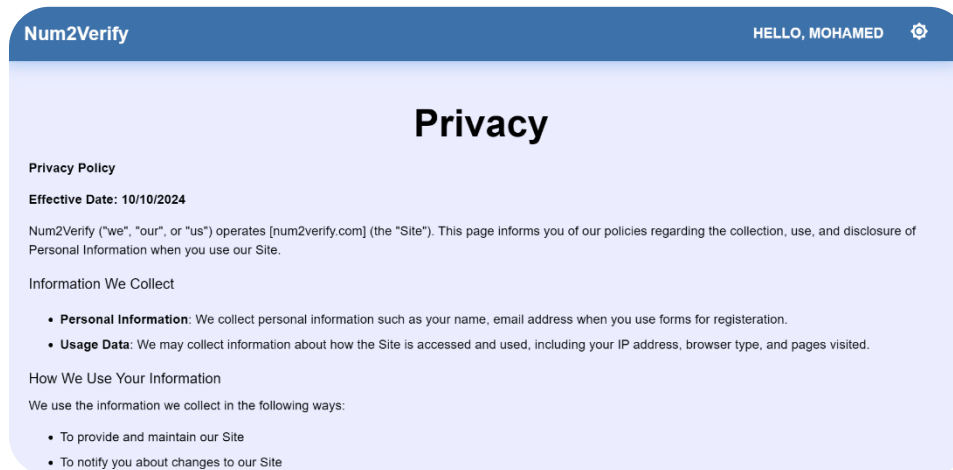 Num2Verify
HELLO, MOHAMED
Privacy
Privacy Policy
Effective Date: 10/10/2024
Num2Verify ("we", "our", or "us") operates [num2verify.com] (the "Site"). This page informs you of our policies regarding the collection, use, and disclosure of
Personal Information when you use our Site.
Information We Collect
• Personal Information: We collect personal information such as your name, email address when you use forms for registeration.
• Usage Data: We may collect information about how the Site is accessed and used, including your IP address, browser type, and pages visited.
How We Use Your Information
We use the information we collect in the following ways:
• To provide and maintain our Site
• To notify you about changes to our Site